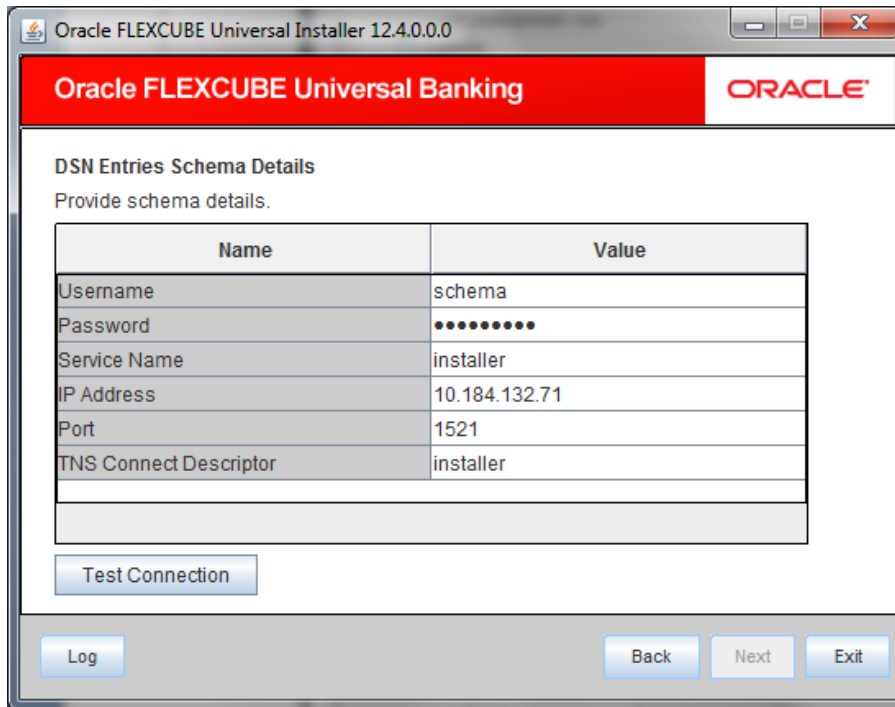 Oracle FLEXCUBE Universal Installer 12.4.0.0.0
Oracle FLEXCUBE Universal Banking
ORACLE
DSN Entries Schema Details
Provide schema details.
Name Value
Username schema
Password •••••••••
Service Name installer
IP Address 10.184.132.71
Port 1521
TNS Connect Descriptor installer
Test Connection
Log Back Next Exit